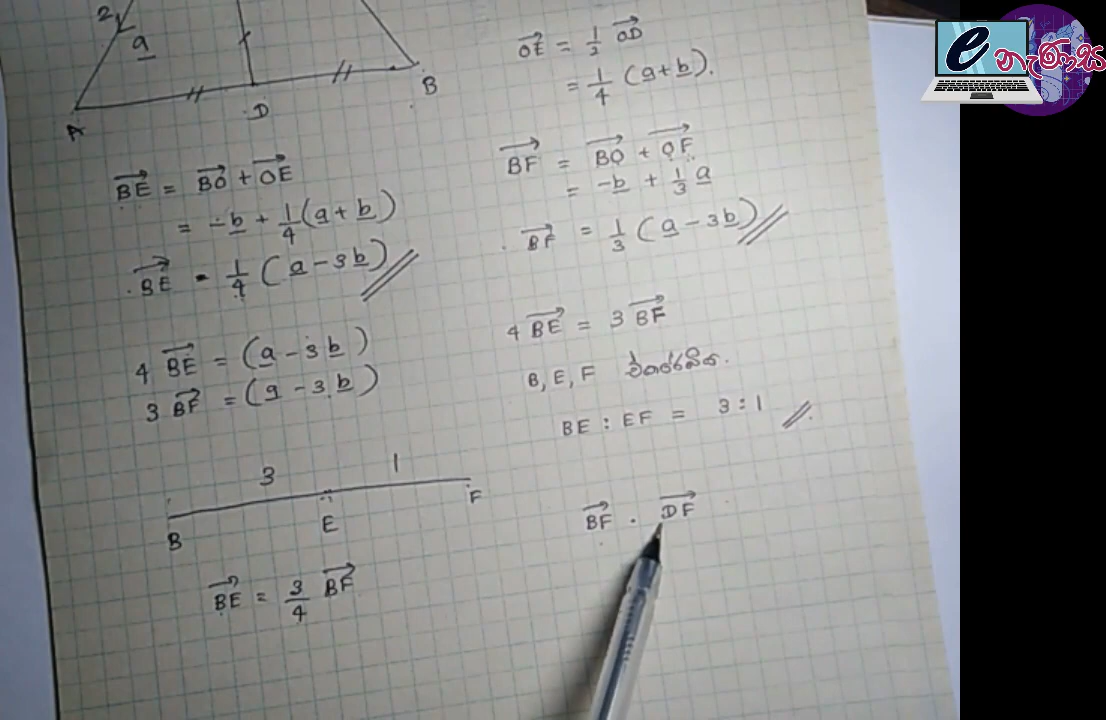 2
a
A
D
B
OE = 1/2 OD
= 1/4 (a+b).
BE = BO + OE
= -b + 1/4 (a + b)
BE = 1/4 (a - 3b)
BF = BO + OF
= -b + 1/3 a
BF = 1/3 (a - 3b)
4 BE = (a - 3b)
3 BF = (a - 3b)
4 BE = 3 BF
B, E, F ඒකරේඛීය.
BE : EF = 3 : 1
3 1
B E F
BE = 3/4 BF
BF . DF
e නැණස